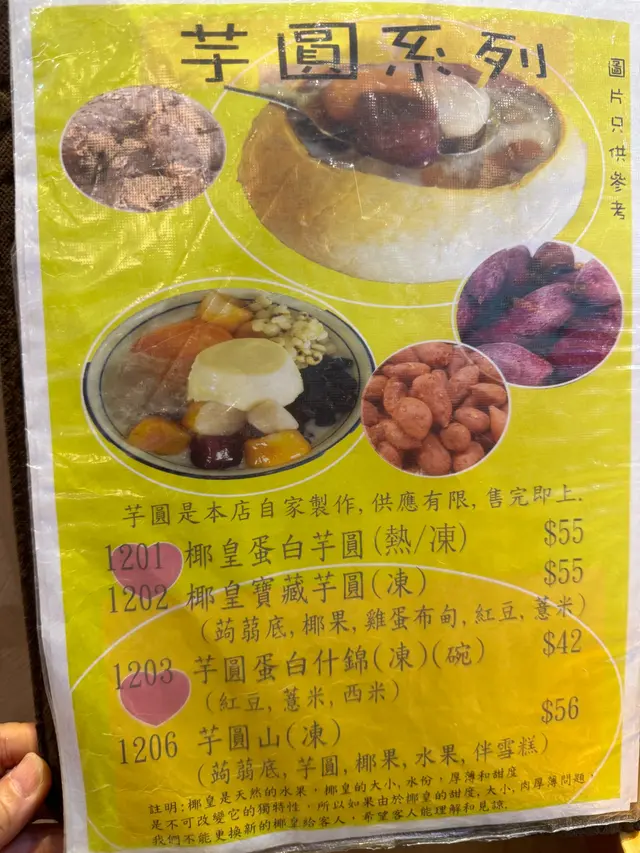 芋圓系列
圖片只供參考
芋圓是本店自家製作, 供應有限, 售完即上.
1201 椰皇蛋白芋圓(熱/凍) $55
1202 椰皇寶藏芋圓(凍) $55
(蒟蒻底, 椰果, 雞蛋布甸, 紅豆, 薏米)
1203 芋圓蛋白什錦(凍)(碗) $42
(紅豆, 薏米, 西米)
1206 芋圓山(凍) $56
(蒟蒻底, 芋圓, 椰果, 水果, 伴雪糕)
註明: 椰皇是天然的水果, 椰皇的大小, 水份, 厚薄和甜度
是不可改變它的獨特性, 所以如果由於椰皇的甜度, 大小, 肉厚薄問題,
我們不能更換新的椰皇給客人, 希望客人能理解和見諒.